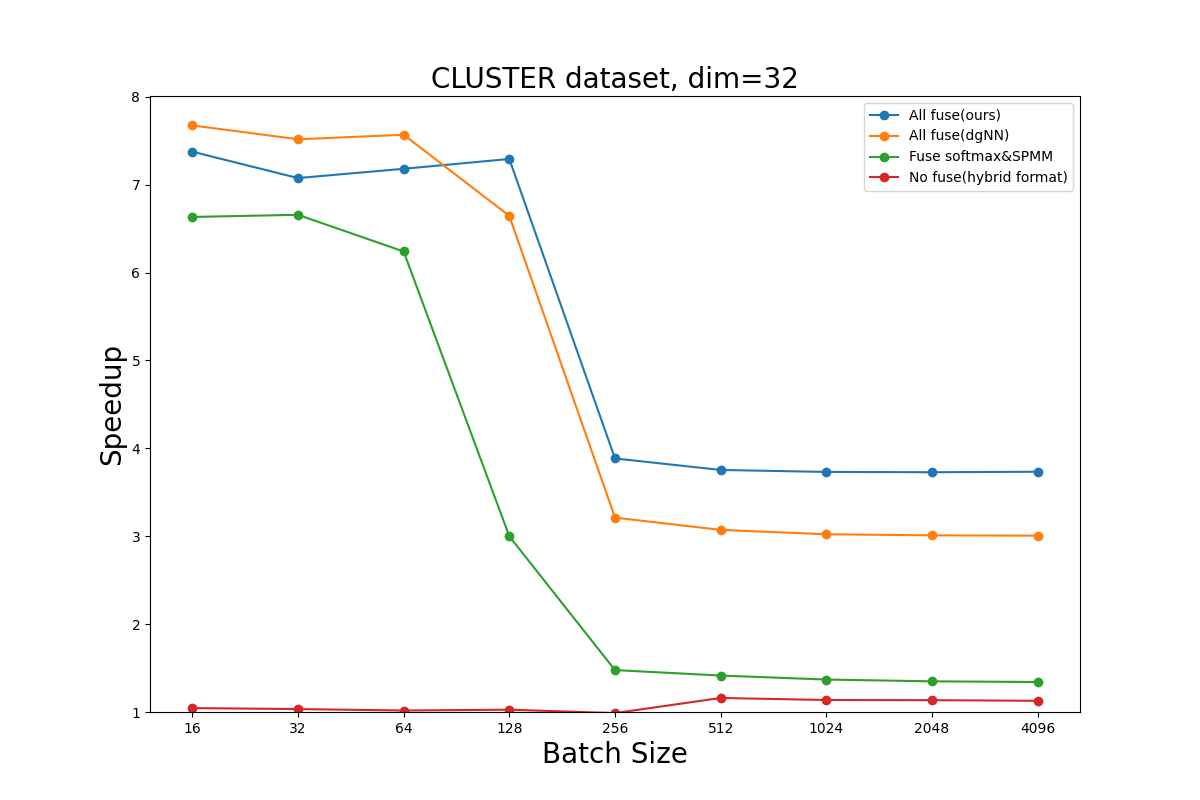 CLUSTER dataset, dim=32
All fuse(ours)
All fuse(dgNN)
Fuse softmax&SPMM
No fuse(hybrid format)
Speedup
8
7
6
5
4
3
2
1
16 32 64 128 256 512 1024 2048 4096
Batch Size